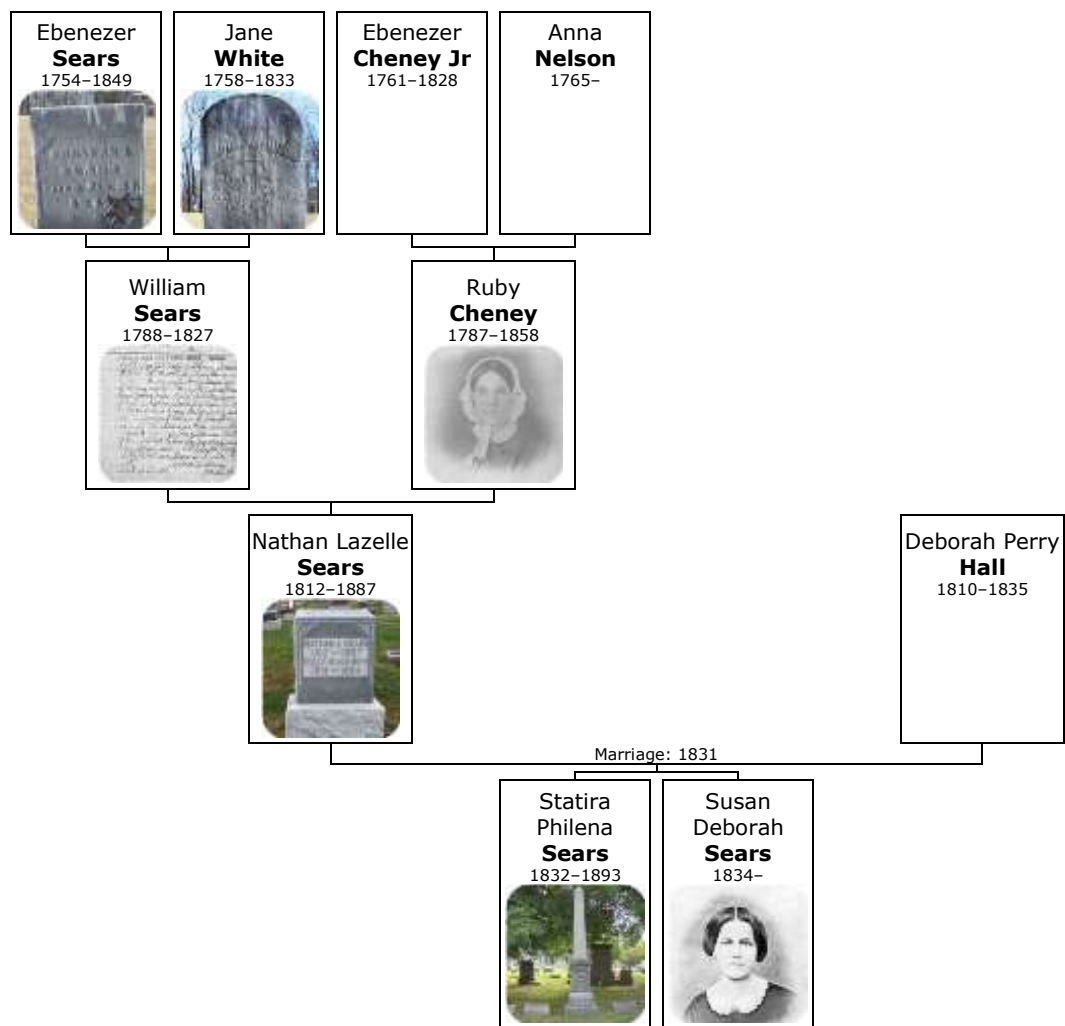 Ebenezer
Sears
1754–1849
Jane
White
1758–1833
Ebenezer
Cheney Jr
1761–1828
Anna
Nelson
1765–
William
Sears
1788–1827
Ruby
Cheney
1787–1858
Nathan Lazelle
Sears
1812–1887
Deborah Perry
Hall
1810–1835
Marriage: 1831
Statira
Philena
Sears
1832–1893
Susan
Deborah
Sears
1834–